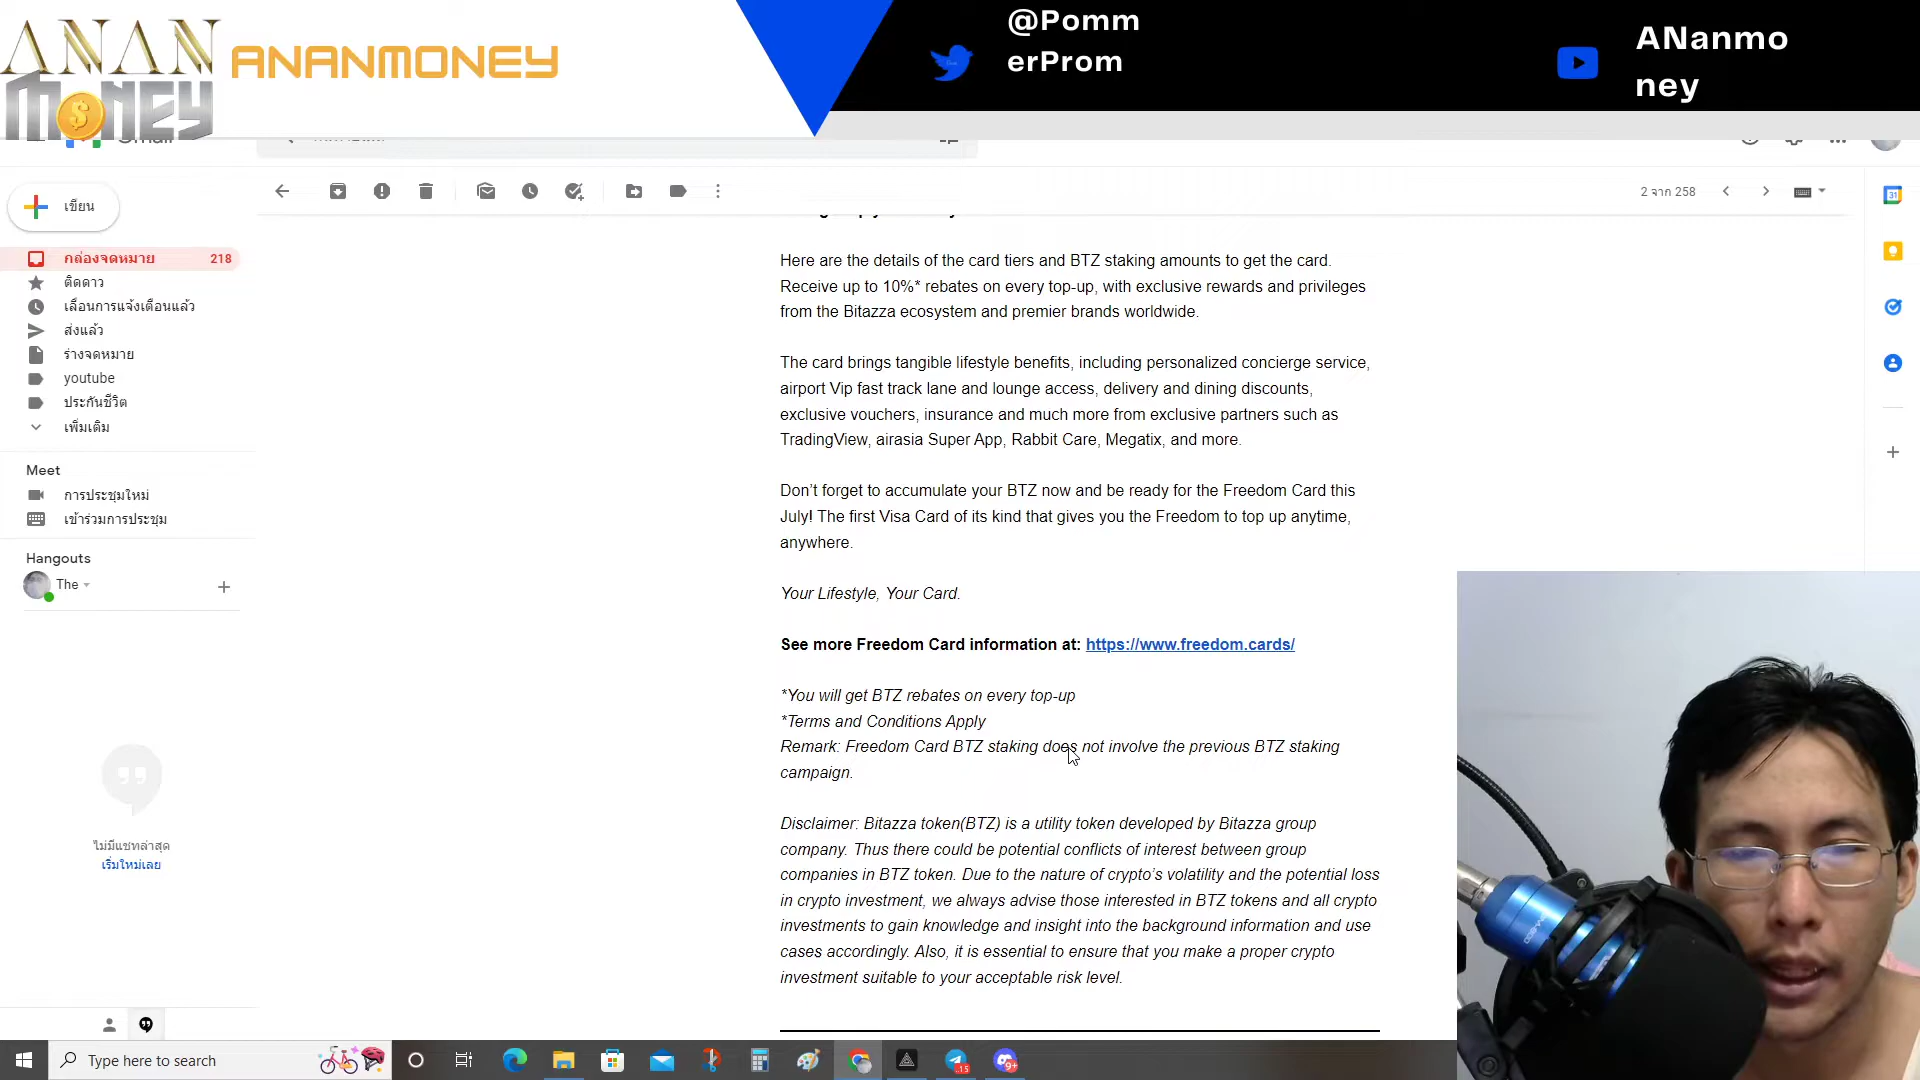 ANAN
MONEY
ANANMONEY
@Pomm
erProm
ANanmo
ney
เขียน
2 จาก 258
กล่องจดหมาย 218
ติดดาว
เลื่อนการแจ้งเตือนแล้ว
ส่งแล้ว
ร่างจดหมาย
youtube
ประกันชีวิต
เพิ่มเติม
Meet
การประชุมใหม่
เข้าร่วมการประชุม
Hangouts
The
ไม่มีแชทล่าสุด
เริ่มใหม่เลย
Here are the details of the card tiers and BTZ staking amounts to get the card.
Receive up to 10%* rebates on every top-up, with exclusive rewards and privileges
from the Bitazza ecosystem and premier brands worldwide.
The card brings tangible lifestyle benefits, including personalized concierge service,
airport Vip fast track lane and lounge access, delivery and dining discounts,
exclusive vouchers, insurance and much more from exclusive partners such as
TradingView, airasia Super App, Rabbit Care, Megatix, and more.
Don’t forget to accumulate your BTZ now and be ready for the Freedom Card this
July! The first Visa Card of its kind that gives you the Freedom to top up anytime,
anywhere.
Your Lifestyle, Your Card.
See more Freedom Card information at: https://www.freedom.cards/
*You will get BTZ rebates on every top-up
*Terms and Conditions Apply
Remark: Freedom Card BTZ staking does not involve the previous BTZ staking
campaign.
Disclaimer: Bitazza token(BTZ) is a utility token developed by Bitazza group
company. Thus there could be potential conflicts of interest between group
companies in BTZ token. Due to the nature of crypto’s volatility and the potential loss
in crypto investment, we always advise those interested in BTZ tokens and all crypto
investments to gain knowledge and insight into the background information and use
cases accordingly. Also, it is essential to ensure that you make a proper crypto
investment suitable to your acceptable risk level.
31
Type here to search
15
9+